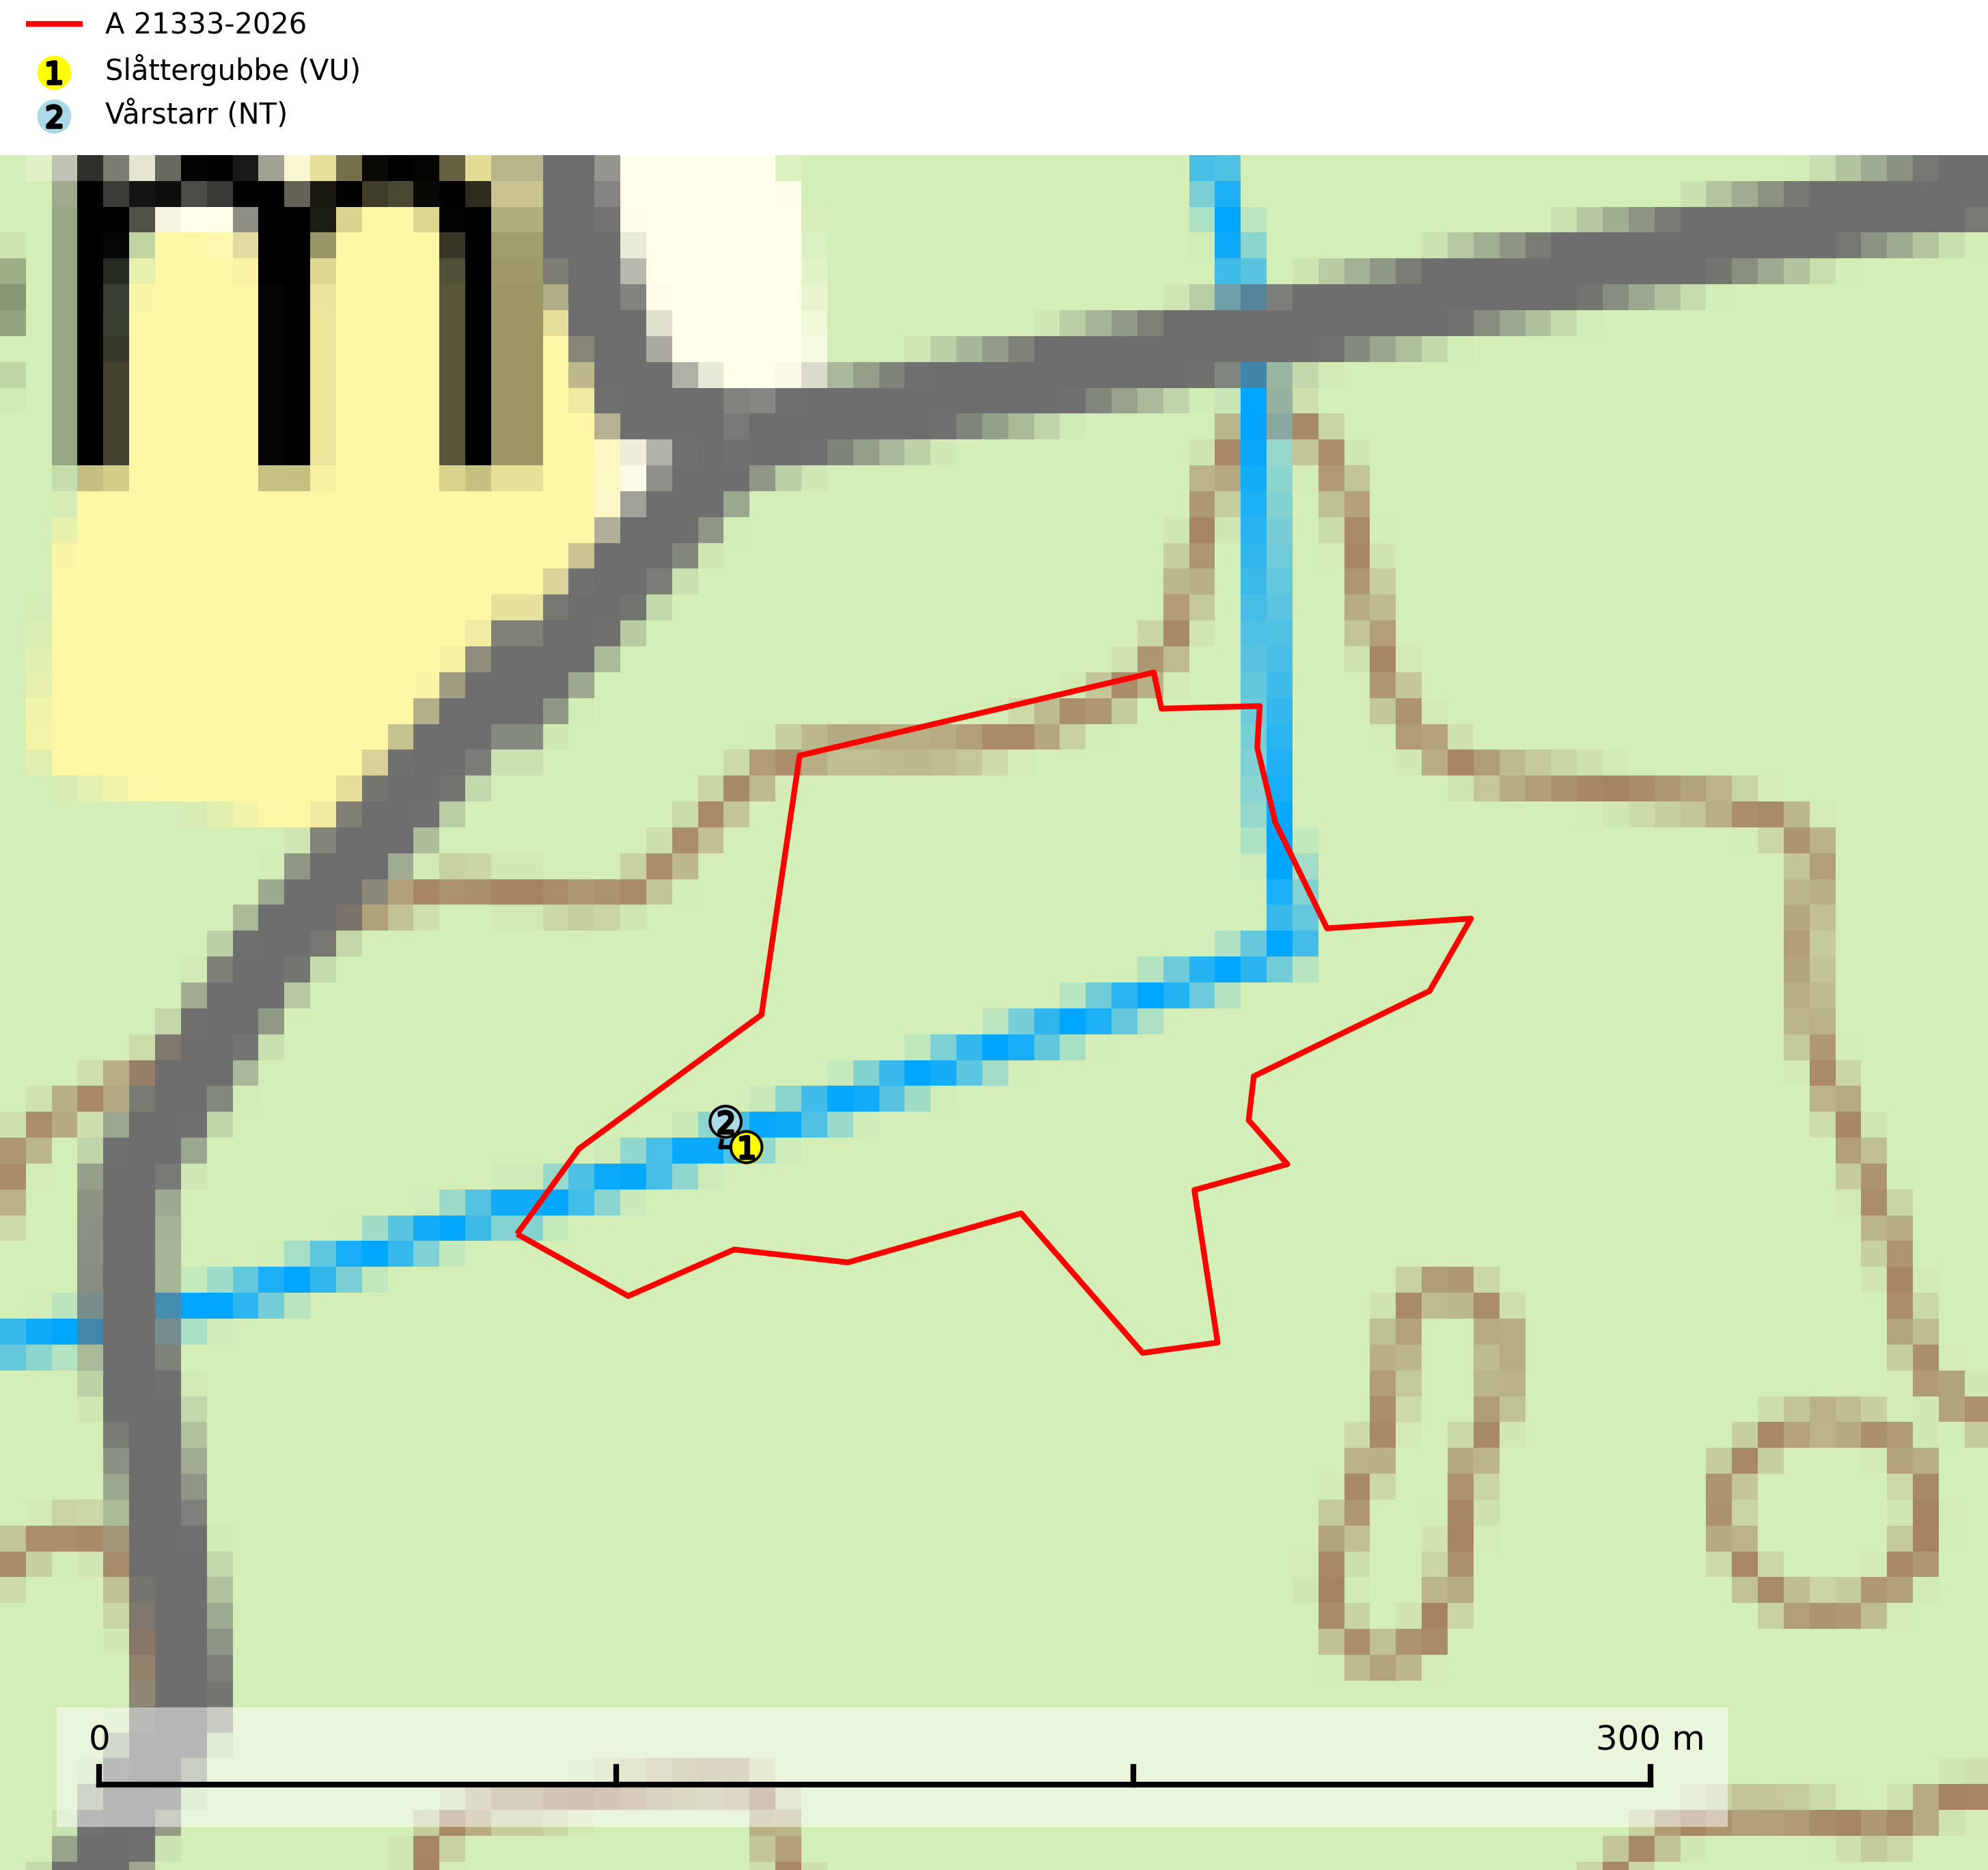 A 21333-2026
1 Slåttergubbe (VU)
2 Vårstarr (NT)
2
1
0 300 m